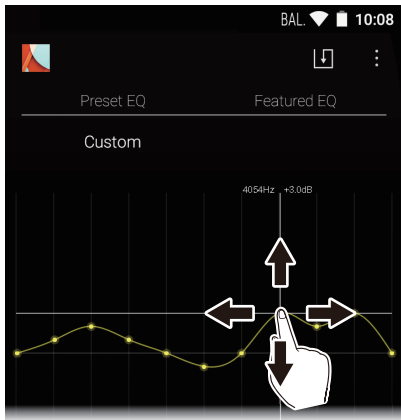 BAL. 10:08
Preset EQ Featured EQ
Custom
4054Hz +3.0dB